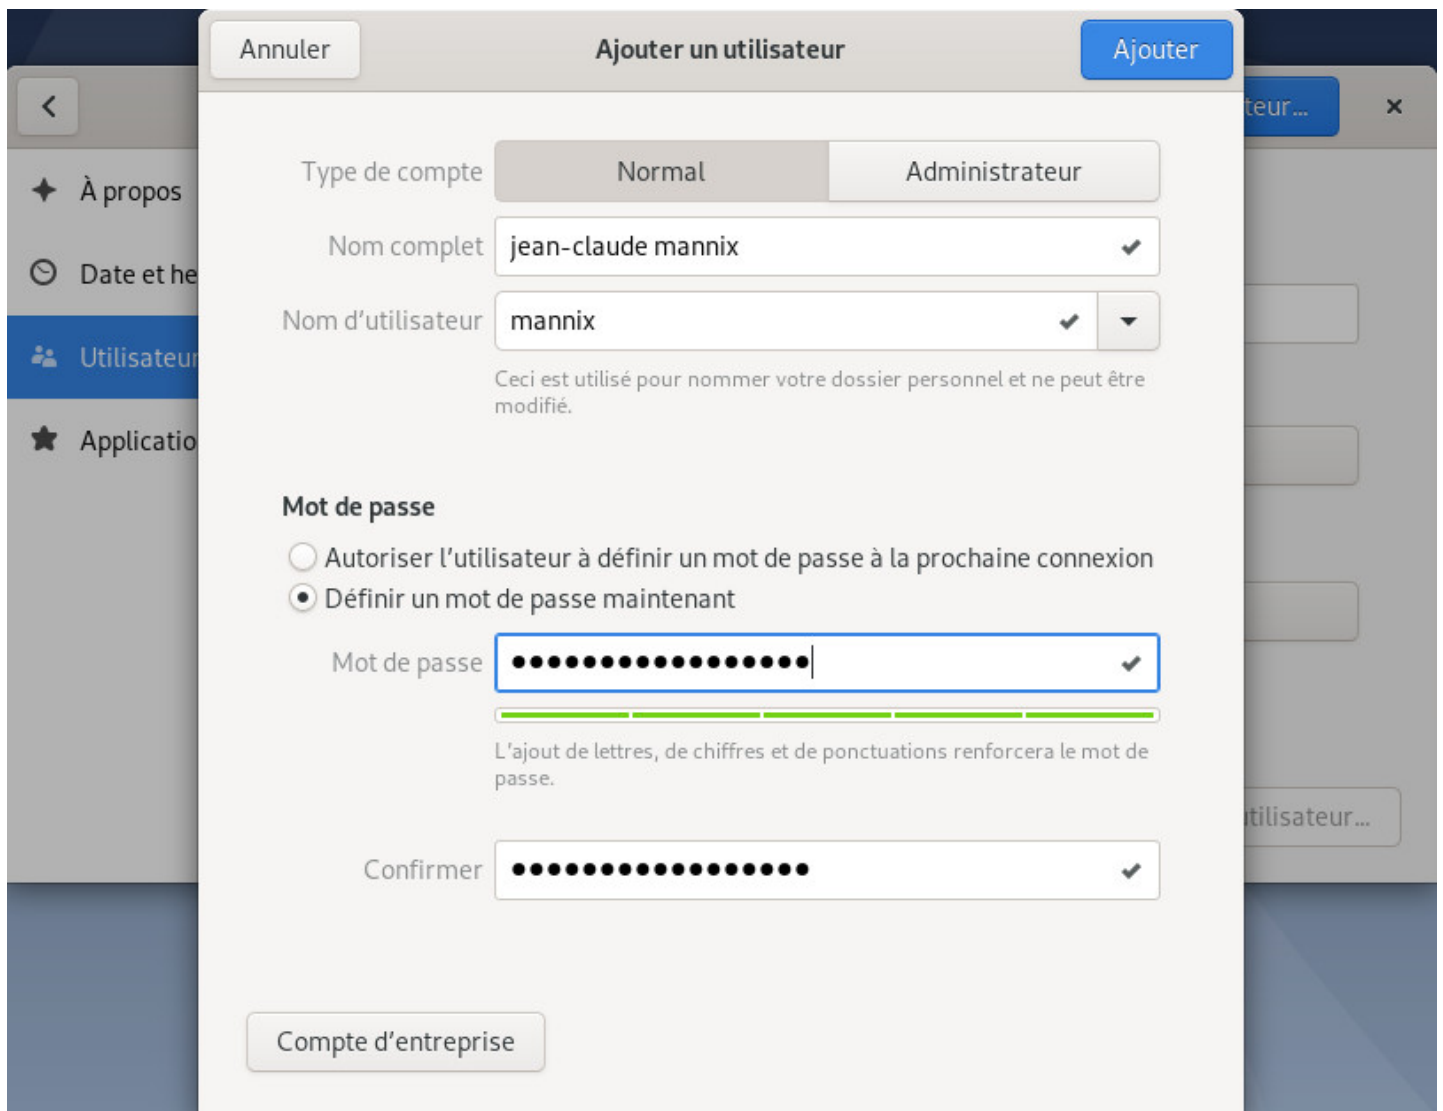 Annuler
Ajouter un utilisateur
Ajouter
teur...
À propos
Date et he
Utilisateur
Applicatio
Type de compte
Normal
Administrateur
Nom complet
jean-claude mannix
Nom d'utilisateur
mannix
Ceci est utilisé pour nommer votre dossier personnel et ne peut être
modifié.
Mot de passe
Autoriser l'utilisateur à définir un mot de passe à la prochaine connexion
Définir un mot de passe maintenant
Mot de passe
●●●●●●●●●●●●●●●●●
L'ajout de lettres, de chiffres et de ponctuations renforcera le mot de
passe.
utilisateur...
Confirmer
●●●●●●●●●●●●●●●●●
Compte d'entreprise